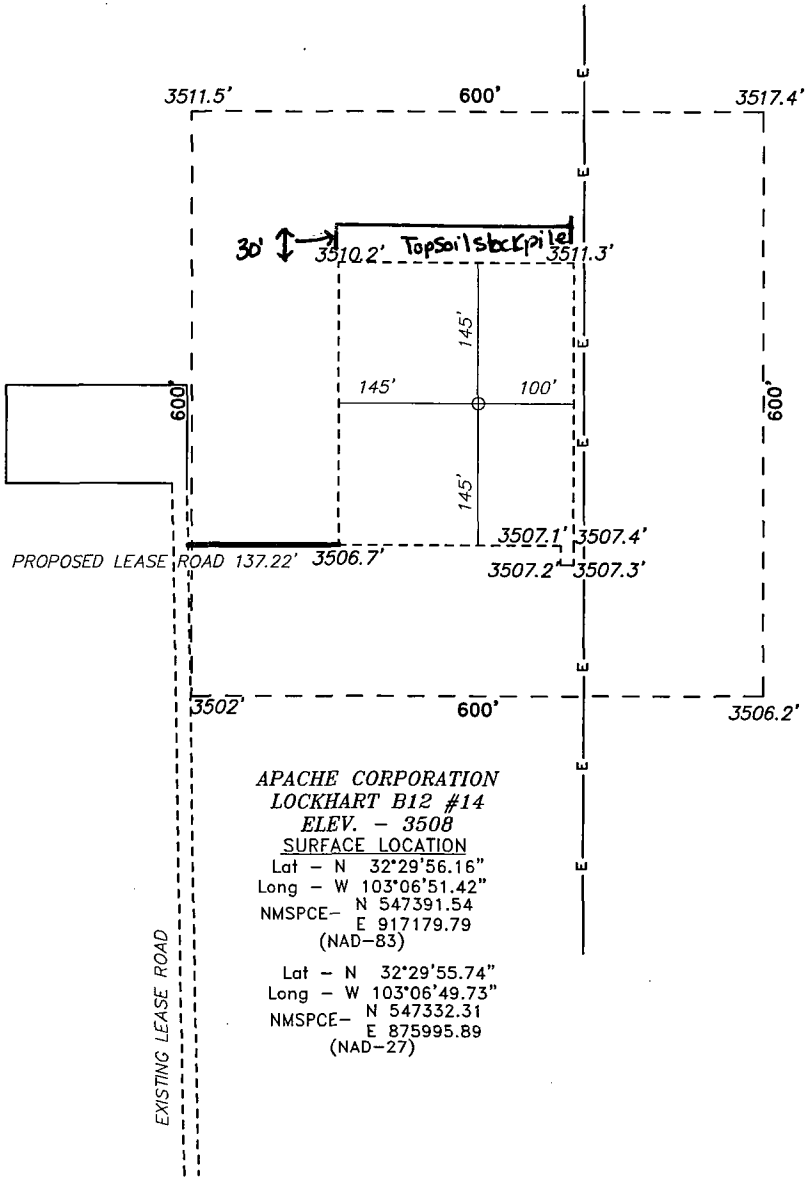 E
3511.5' 600' 3517.4'
E
30' 3510.2' Topsoil stockpile 3511.3'
145'
E
145' 100'
600' 600'
E
145'
3507.1' 3507.4'
PROPOSED LEASE ROAD 137.22' 3506.7'
3507.2' 3507.3'
E
3502' 600' 3506.2'
E
APACHE CORPORATION
LOCKHART B12 #14
ELEV. - 3508
SURFACE LOCATION
Lat - N 32°29'56.16"
Long - W 103°06'51.42"
NMSPCE- N 547391.54
E 917179.79
(NAD-83)
E
Lat - N 32°29'55.74"
Long - W 103°06'49.73"
NMSPCE- N 547332.31
E 875995.89
(NAD-27)
EXISTING LEASE ROAD